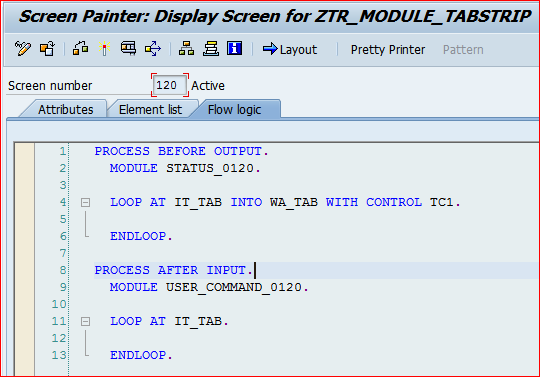 Screen Painter: Display Screen for ZTR_MODULE_TABSTRIP
Layout Pretty Printer Pattern
Screen number 120 Active
Attributes Element list Flow logic
1 PROCESS BEFORE OUTPUT.
2 MODULE STATUS_0120.
3
4 LOOP AT IT_TAB INTO WA_TAB WITH CONTROL TC1.
5
6 ENDLOOP.
7
8 PROCESS AFTER INPUT.
9 MODULE USER_COMMAND_0120.
10
11 LOOP AT IT_TAB.
12
13 ENDLOOP.